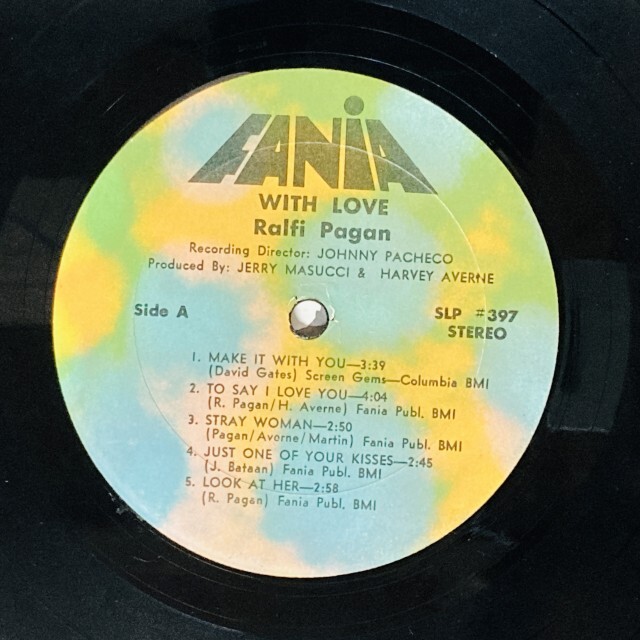 FANIA
WITH LOVE
Ralfi Pagan
Recording Director: JOHNNY PACHECO
Produced By: JERRY MASUCCI & HARVEY AVERNE
Side A
SLP #397
STEREO
1. MAKE IT WITH YOU—3:39
(David Gates) Screen Gems—Columbia BMI
2. TO SAY I LOVE YOU—4:04
(R. Pagan/H. Averne) Fania Publ. BMI
3. STRAY WOMAN—2:50
(Pagan/Averne/Martin) Fania Publ. BMI
4. JUST ONE OF YOUR KISSES—2:45
(J. Bataan) Fania Publ. BMI
5. LOOK AT HER—2:58
(R. Pagan) Fania Publ. BMI